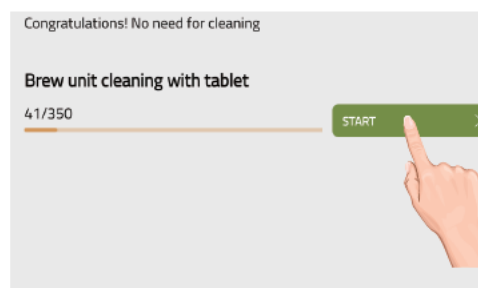 Congratulations! No need for cleaning
Brew unit cleaning with tablet
41/350
START